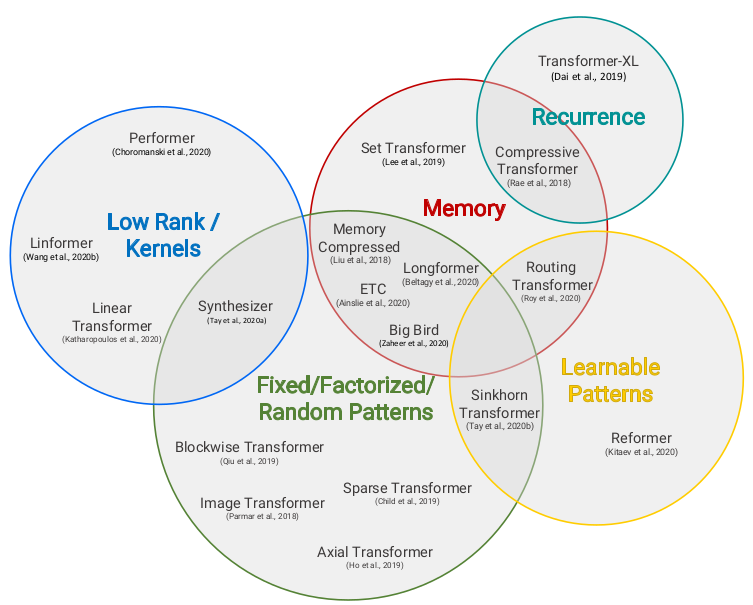 Transformer-XL
(Dai et al., 2019)
Recurrence
Performer
(Choromanski et al., 2020)
Set Transformer
(Lee et al., 2019)
Compressive
Transformer
(Rae et al., 2018)
Memory
Low Rank /
Kernels
Linformer
(Wang et al., 2020b)
Memory
Compressed
(Liu et al., 2018)
Longformer
(Beltagy et al., 2020)
Routing
Transformer
(Roy et al., 2020)
ETC
(Ainslie et al., 2020)
Linear
Transformer
(Katharopoulos et al., 2020)
Synthesizer
(Tay et al., 2020a)
Big Bird
(Zaheer et al., 2020)
Fixed/Factorized/
Random Patterns
Learnable
Patterns
Sinkhorn
Transformer
(Tay et al., 2020b)
Reformer
(Kitaev et al., 2020)
Blockwise Transformer
(Qiu et al., 2019)
Image Transformer
(Parmar et al., 2018)
Sparse Transformer
(Child et al., 2019)
Axial Transformer
(Ho et al., 2019)